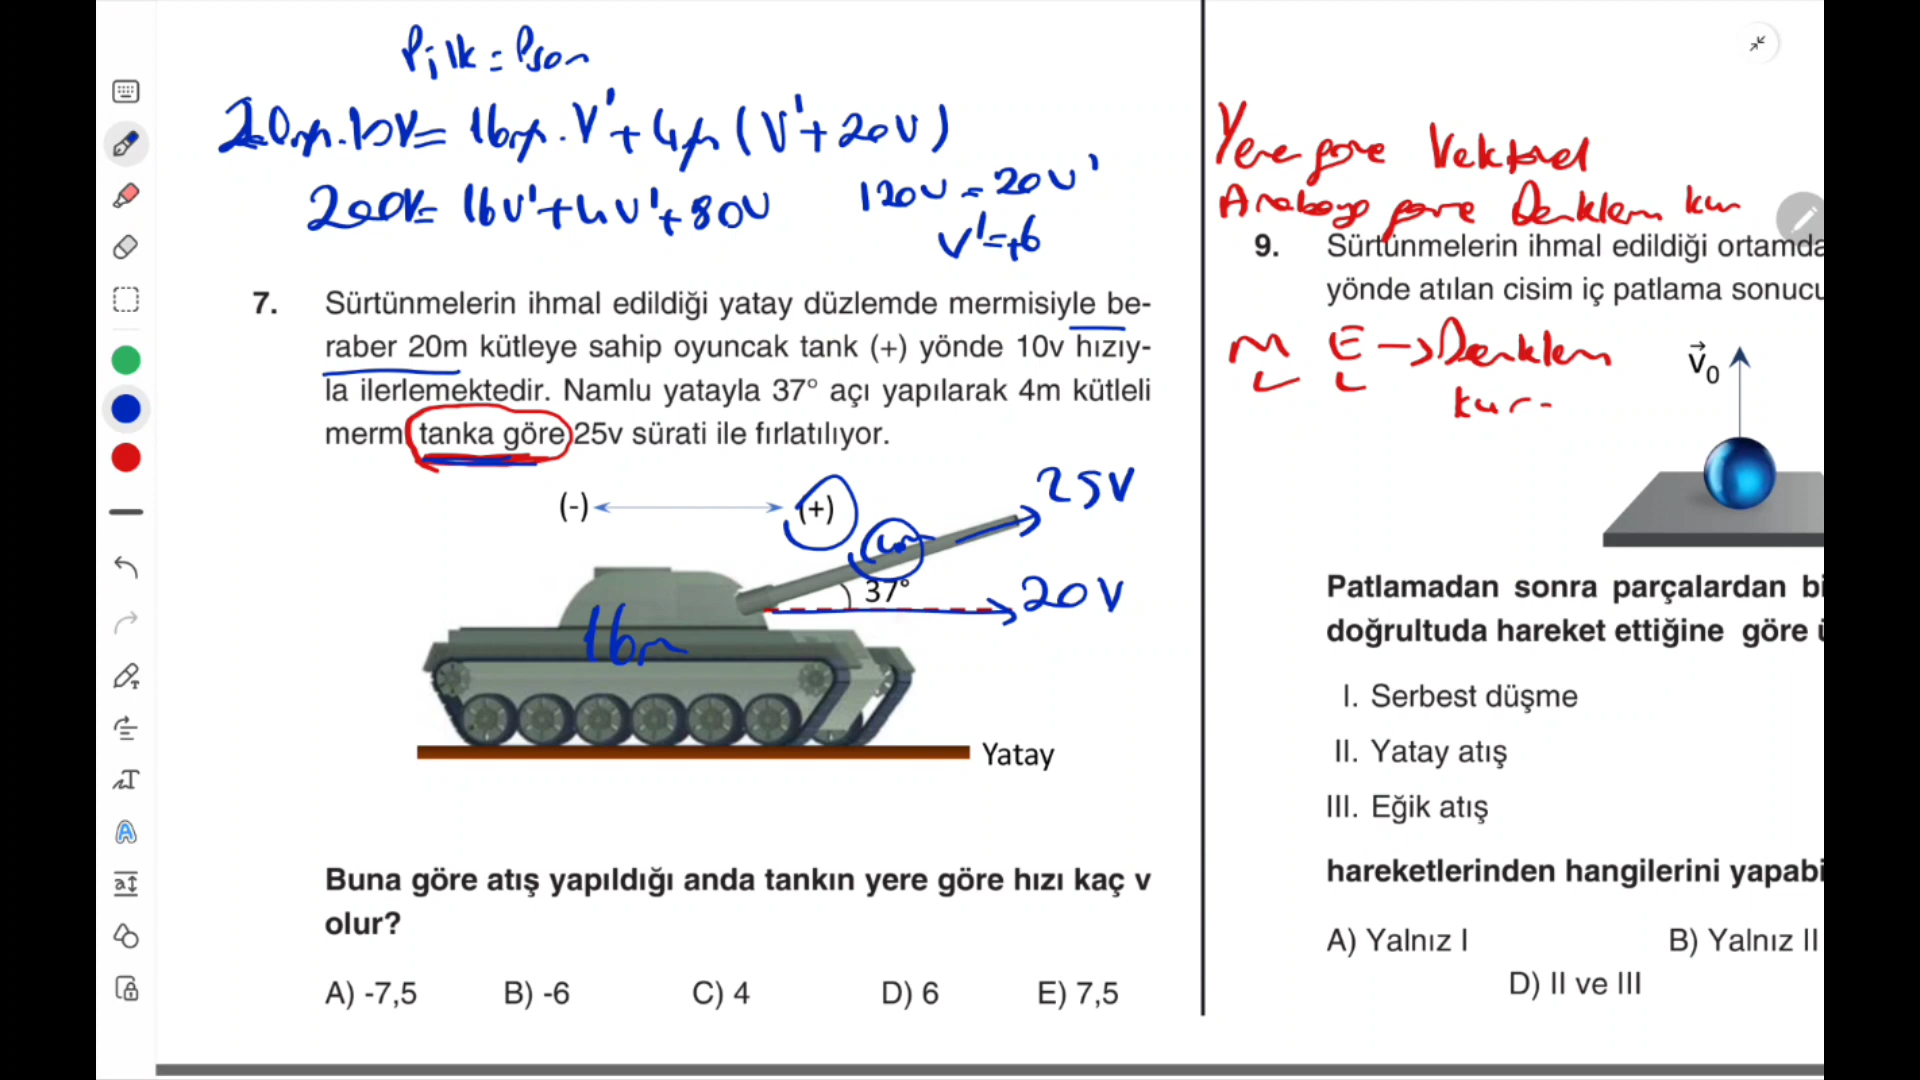 Pilk = Pson
20m.10V = 16m.V' + 4m (V' + 20V)
200V = 16V' + 4V' + 80V
120V = 20V'
V' = +6
7. Sürtünmelerin ihmal edildiği yatay düzlemde mermisiyle be-
raber 20m kütleye sahip oyuncak tank (+) yönde 10v hızıy-
la ilerlemektedir. Namlu yatayla 37° açı yapılarak 4m kütleli
mermi tanka göre 25v sürati ile fırlatılıyor.
(-) (+)
25V
4m
37°
20V
16m
Yatay
Buna göre atış yapıldığı anda tankın yere göre hızı kaç v
olur?
A) -7,5 B) -6 C) 4 D) 6 E) 7,5
Yere göre Vektörel
Arabaya göre Denklem kur
9. Sürtünmelerin ihmal edildiği ortamda
yönde atılan cisim iç patlama sonucu
M E → Denklem
kur-
V0
Patlamadan sonra parçalardan bi
doğrultuda hareket ettiğine göre ü
I. Serbest düşme
II. Yatay atış
III. Eğik atış
hareketlerinden hangilerini yapabi
A) Yalnız I B) Yalnız II
D) II ve III